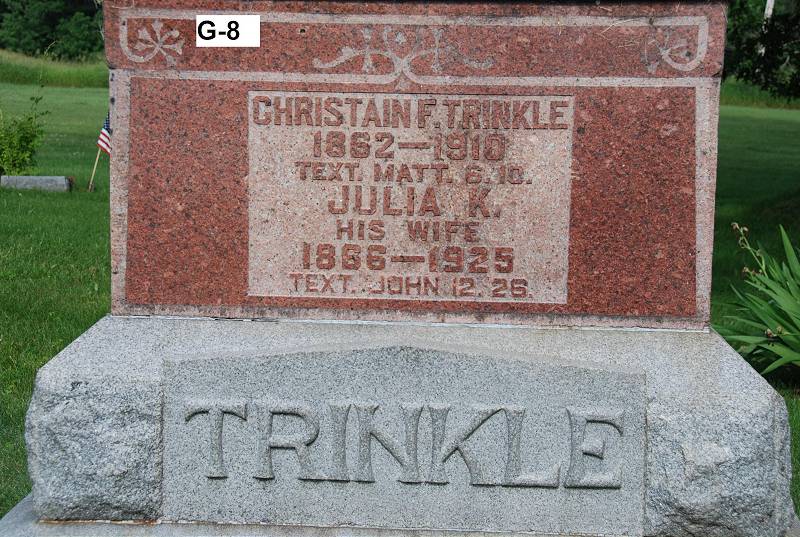 G-8
CHRISTAIN F. TRINKLE
1862—1910
TEXT. MATT. 6. 10.
JULIA K.
HIS WIFE
1866—1925
TEXT. JOHN 12. 26.
TRINKLE